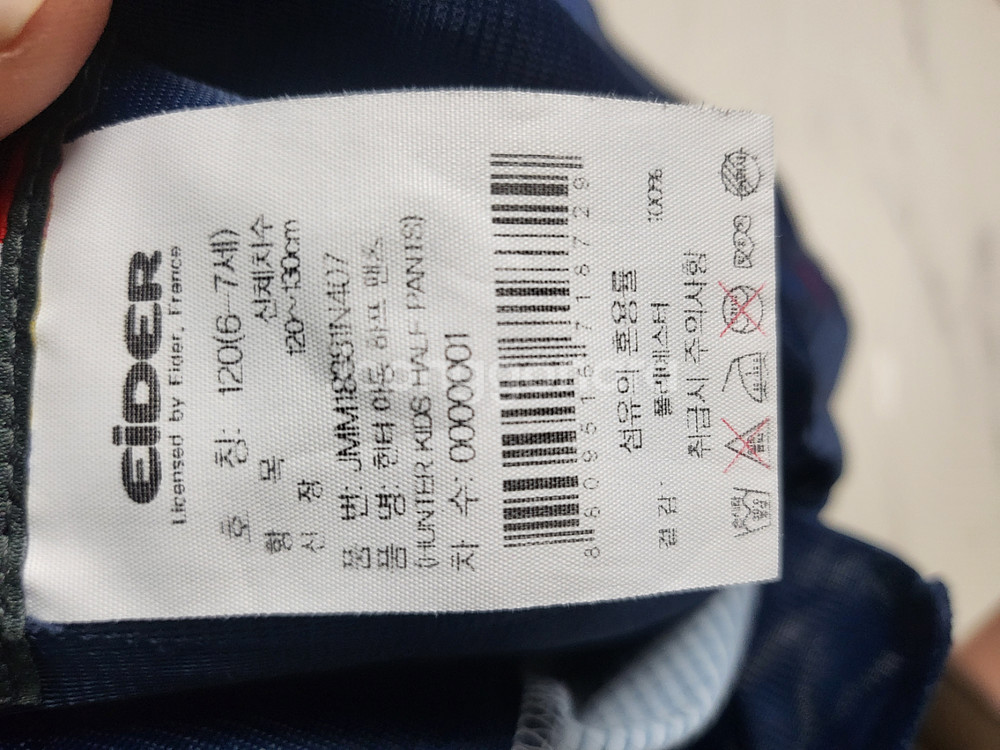 EiDER
Licensed by Eider, France
호 칭: 120(6-7세)
항 목 신체치수
신 장 120~130cm
품 번: JMM18381N407
품 명: 헌터 아동 하프 팬츠
(HUNTER KIDS HALF PANTS)
차 수: 0000001
섬유의 혼용률
겉 감: 폴리에스터 100%
취급시 주의사항